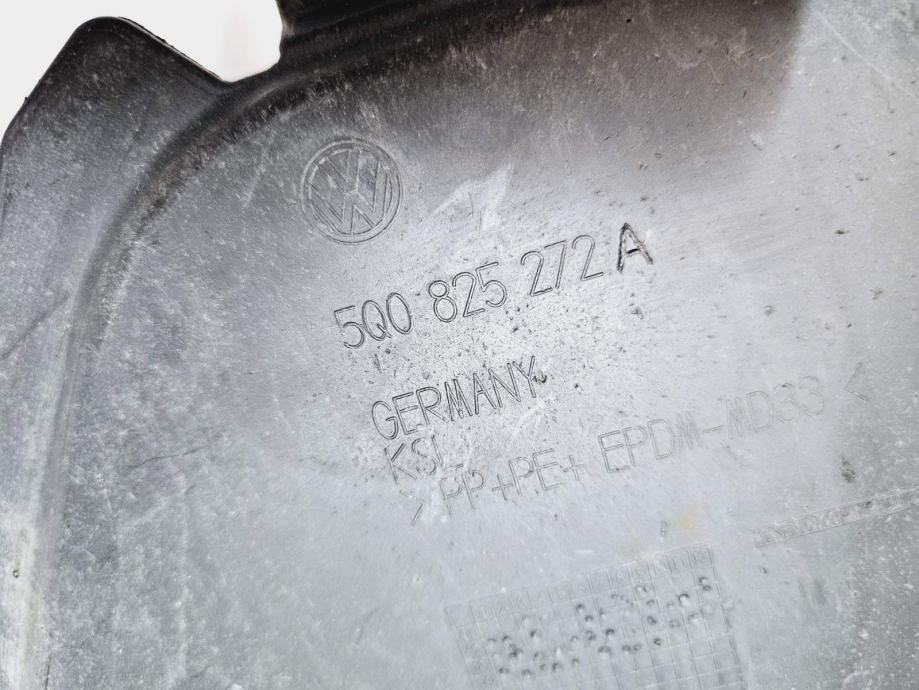 5Q0 825 272 A
GERMANY
KSL
>PP+PE+EPDM-MD33<